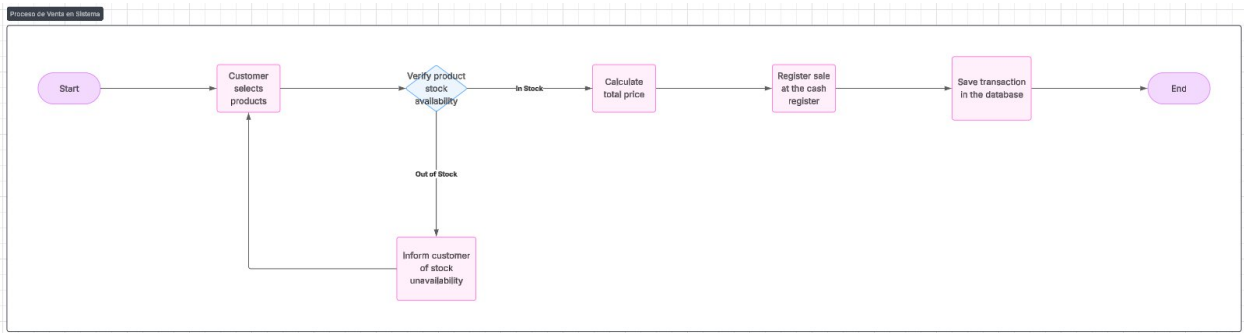 Proceso de Venta en Sistema
Start
Customer
selects
products
Verify product
stock
availability
In Stock
Calculate
total price
Register sale
at the cash
register
Save transaction
in the database
End
Out of Stock
Inform customer
of stock
unavailability